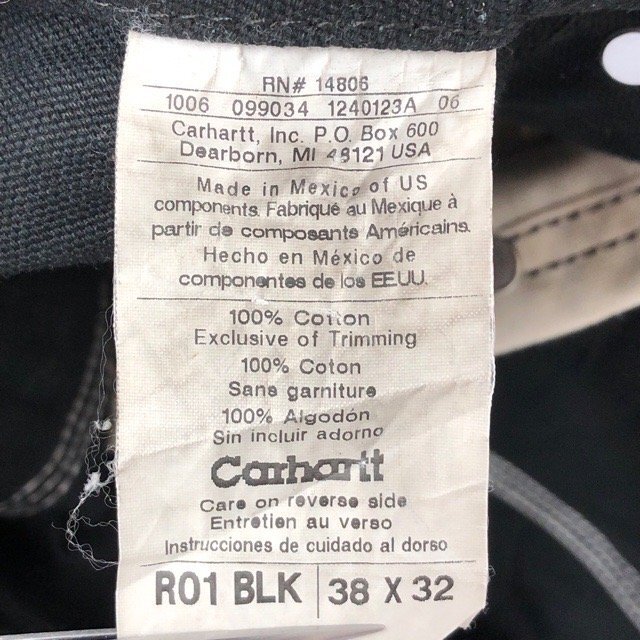 RN# 14806
1006 099034 1240123A 06
Carhartt, Inc. P.O. Box 600
Dearborn, MI 48121 USA
Made in Mexico of US
components. Fabriqué au Mexique à
partir de composants Américains.
Hecho en México de
componentes de los EE.UU.
100% Cotton
Exclusive of Trimming
100% Coton
Sans garniture
100% Algodón
Sin incluir adorno
Carhartt
Care on reverse side
Entretien au verso
Instrucciones de cuidado al dorso
R01 BLK 38 X 32